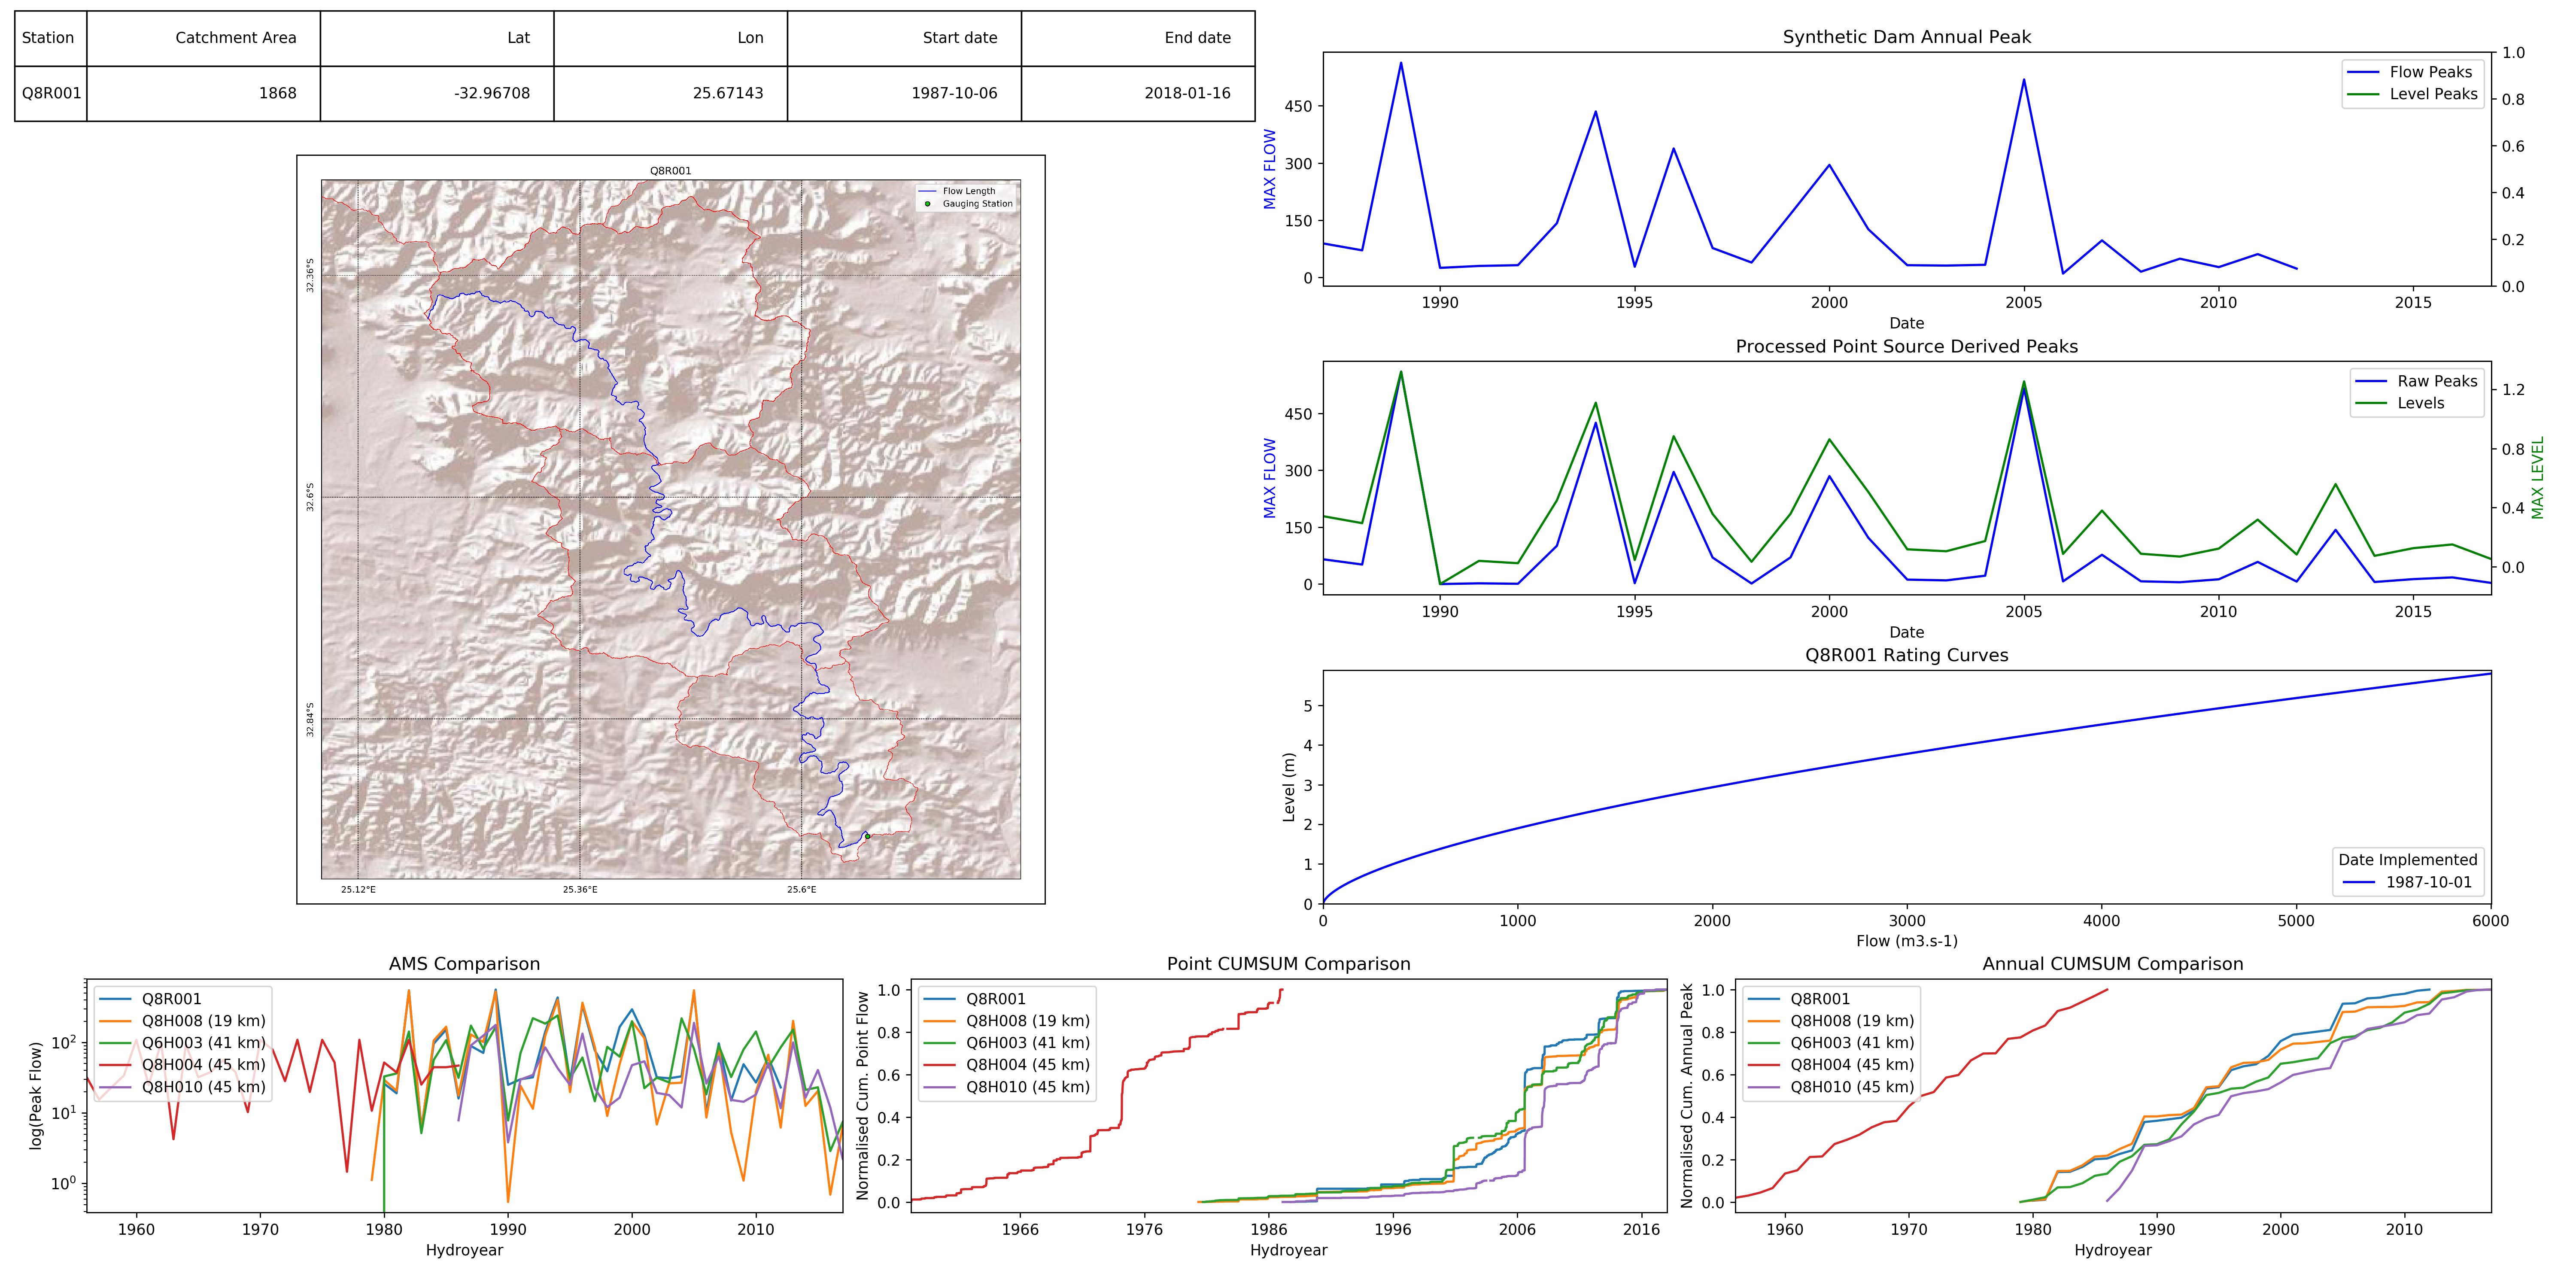 Station Catchment Area Lat Lon Start date End date
Q8R001 1868 -32.96708 25.67143 1987-10-06 2018-01-16
Q8R001
Flow Length
Gauging Station
32.36°S
32.6°S
32.84°S
25.12°E 25.36°E 25.6°E
Synthetic Dam Annual Peak
MAX FLOW
450
300
150
0
1.0
0.8
0.6
0.4
0.2
0.0
Flow Peaks
Level Peaks
1990 1995 2000 2005 2010 2015
Date
Processed Point Source Derived Peaks
MAX FLOW
450
300
150
0
1.2
0.8
0.4
0.0
MAX LEVEL
Raw Peaks
Levels
1990 1995 2000 2005 2010 2015
Date
Q8R001 Rating Curves
Level (m)
5
4
3
2
1
0
Date Implemented
1987-10-01
0 1000 2000 3000 4000 5000 6000
Flow (m3.s-1)
AMS Comparison
log(Peak Flow)
10²
10¹
10⁰
Q8R001
Q8H008 (19 km)
Q6H003 (41 km)
Q8H004 (45 km)
Q8H010 (45 km)
1960 1970 1980 1990 2000 2010
Hydroyear
Point CUMSUM Comparison
Normalised Cum. Point Flow
1.0
0.8
0.6
0.4
0.2
0.0
Q8R001
Q8H008 (19 km)
Q6H003 (41 km)
Q8H004 (45 km)
Q8H010 (45 km)
1966 1976 1986 1996 2006 2016
Hydroyear
Annual CUMSUM Comparison
Normalised Cum. Annual Peak
1.0
0.8
0.6
0.4
0.2
0.0
Q8R001
Q8H008 (19 km)
Q6H003 (41 km)
Q8H004 (45 km)
Q8H010 (45 km)
1960 1970 1980 1990 2000 2010
Hydroyear